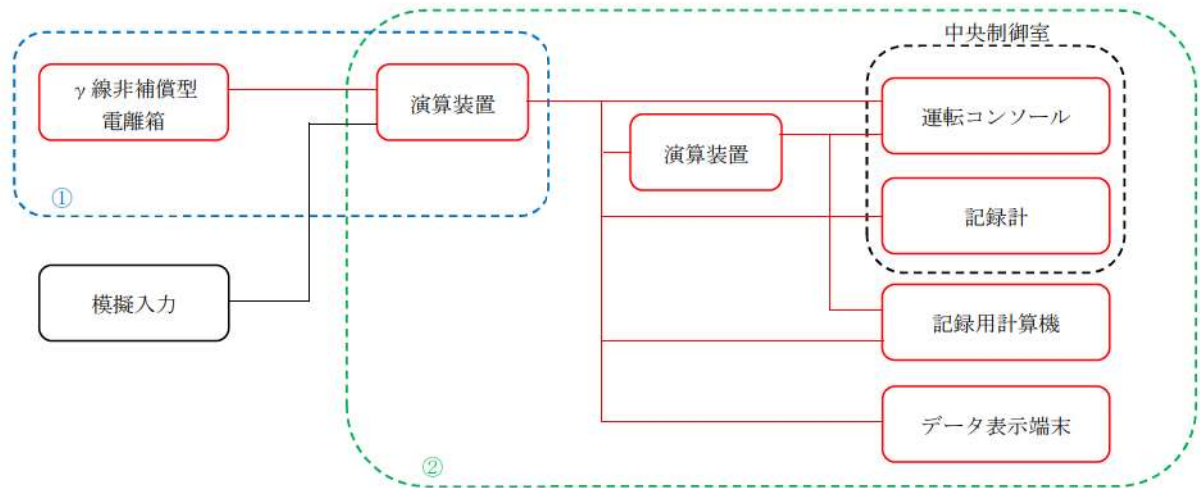 中央制御室
γ線非補償型
電離箱
演算装置
運転コンソール
演算装置
①
記録計
模擬入力
記録用計算機
データ表示端末
②